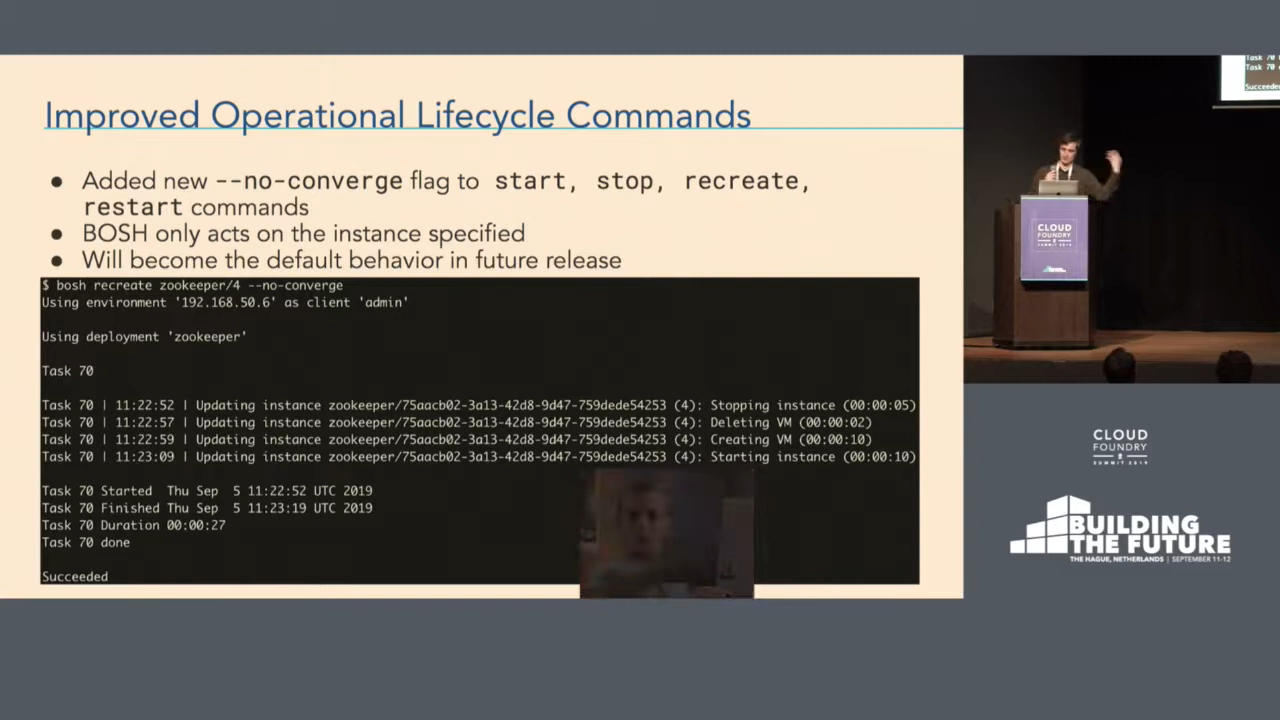 Improved Operational Lifecycle Commands
● Added new --no-converge flag to start, stop, recreate,
restart commands
● BOSH only acts on the instance specified
● Will become the default behavior in future release
$ bosh recreate zookeeper/4 --no-converge
Using environment '192.168.50.6' as client 'admin'
Using deployment 'zookeeper'
Task 70
Task 70 | 11:22:52 | Updating instance zookeeper/75aacb02-3a13-42d8-9d47-759dede54253 (4): Stopping instance (00:00:05)
Task 70 | 11:22:57 | Updating instance zookeeper/75aacb02-3a13-42d8-9d47-759dede54253 (4): Deleting VM (00:00:02)
Task 70 | 11:22:59 | Updating instance zookeeper/75aacb02-3a13-42d8-9d47-759dede54253 (4): Creating VM (00:00:10)
Task 70 | 11:23:09 | Updating instance zookeeper/75aacb02-3a13-42d8-9d47-759dede54253 (4): Starting instance (00:00:10)
Task 70 Started  Thu Sep  5 11:22:52 UTC 2019
Task 70 Finished Thu Sep  5 11:23:19 UTC 2019
Task 70 Duration 00:00:27
Task 70 done
Succeeded
Task 70
Task 70
Succeeded
CLOUD
FOUNDRY
SUMMIT 2019
CLOUD
FOUNDRY
SUMMIT 2019
BUILDING
THE FUTURE
THE HAGUE, NETHERLANDS | SEPTEMBER 11-12